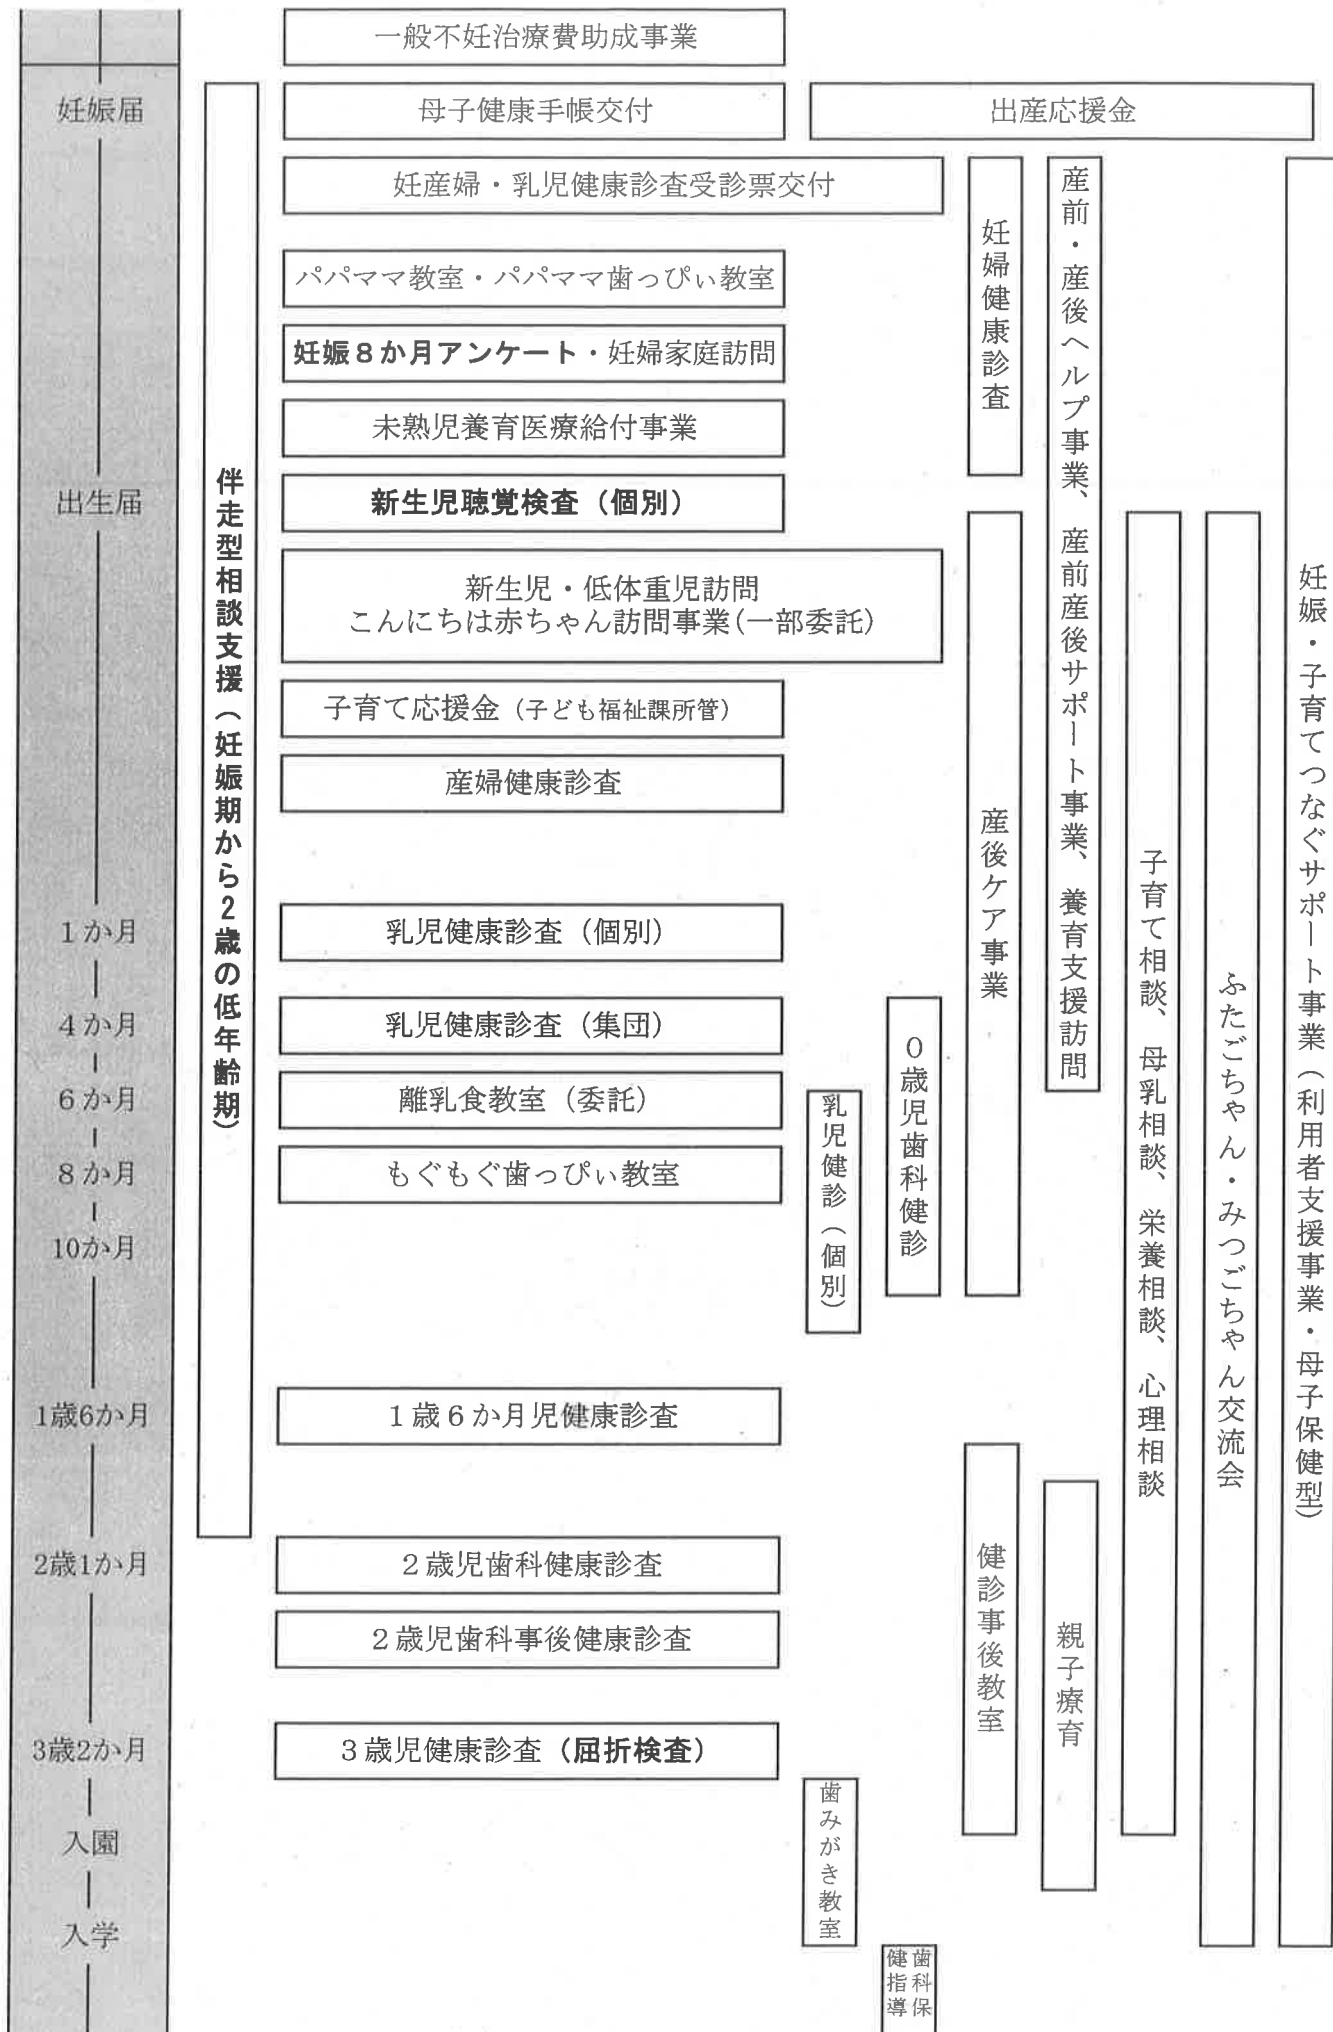 一般不妊治療費助成事業
妊娠届
母子健康手帳交付
出産応援金
妊産婦・乳児健康診査受診票交付
パパママ教室・パパママ歯っぴぃ教室
妊娠８か月アンケート・妊婦家庭訪問
未熟児養育医療給付事業
出生届
新生児聴覚検査（個別）
新生児・低体重児訪問
こんにちは赤ちゃん訪問事業（一部委託）
子育て応援金（子ども福祉課所管）
産婦健康診査
1か月
乳児健康診査（個別）
4か月
乳児健康診査（集団）
6か月
離乳食教室（委託）
8か月
もぐもぐ歯っぴぃ教室
10か月
1歳6か月
１歳６か月児健康診査
2歳1か月
２歳児歯科健康診査
２歳児歯科事後健康診査
3歳2か月
３歳児健康診査（屈折検査）
入園
入学
伴走型相談支援（妊娠期から2歳の低年齢期）
乳児健診（個別）
０歳児歯科健診
妊婦健康診査
産後ケア事業
産前・産後ヘルプ事業、産前産後サポート事業、養育支援訪問
子育て相談、母乳相談、栄養相談、心理相談
ふたごちゃん・みつごちゃん交流会
妊娠・子育てつなぐサポート事業（利用者支援事業・母子保健型）
健診事後教室
親子療育
歯みがき教室
歯科保
健指導